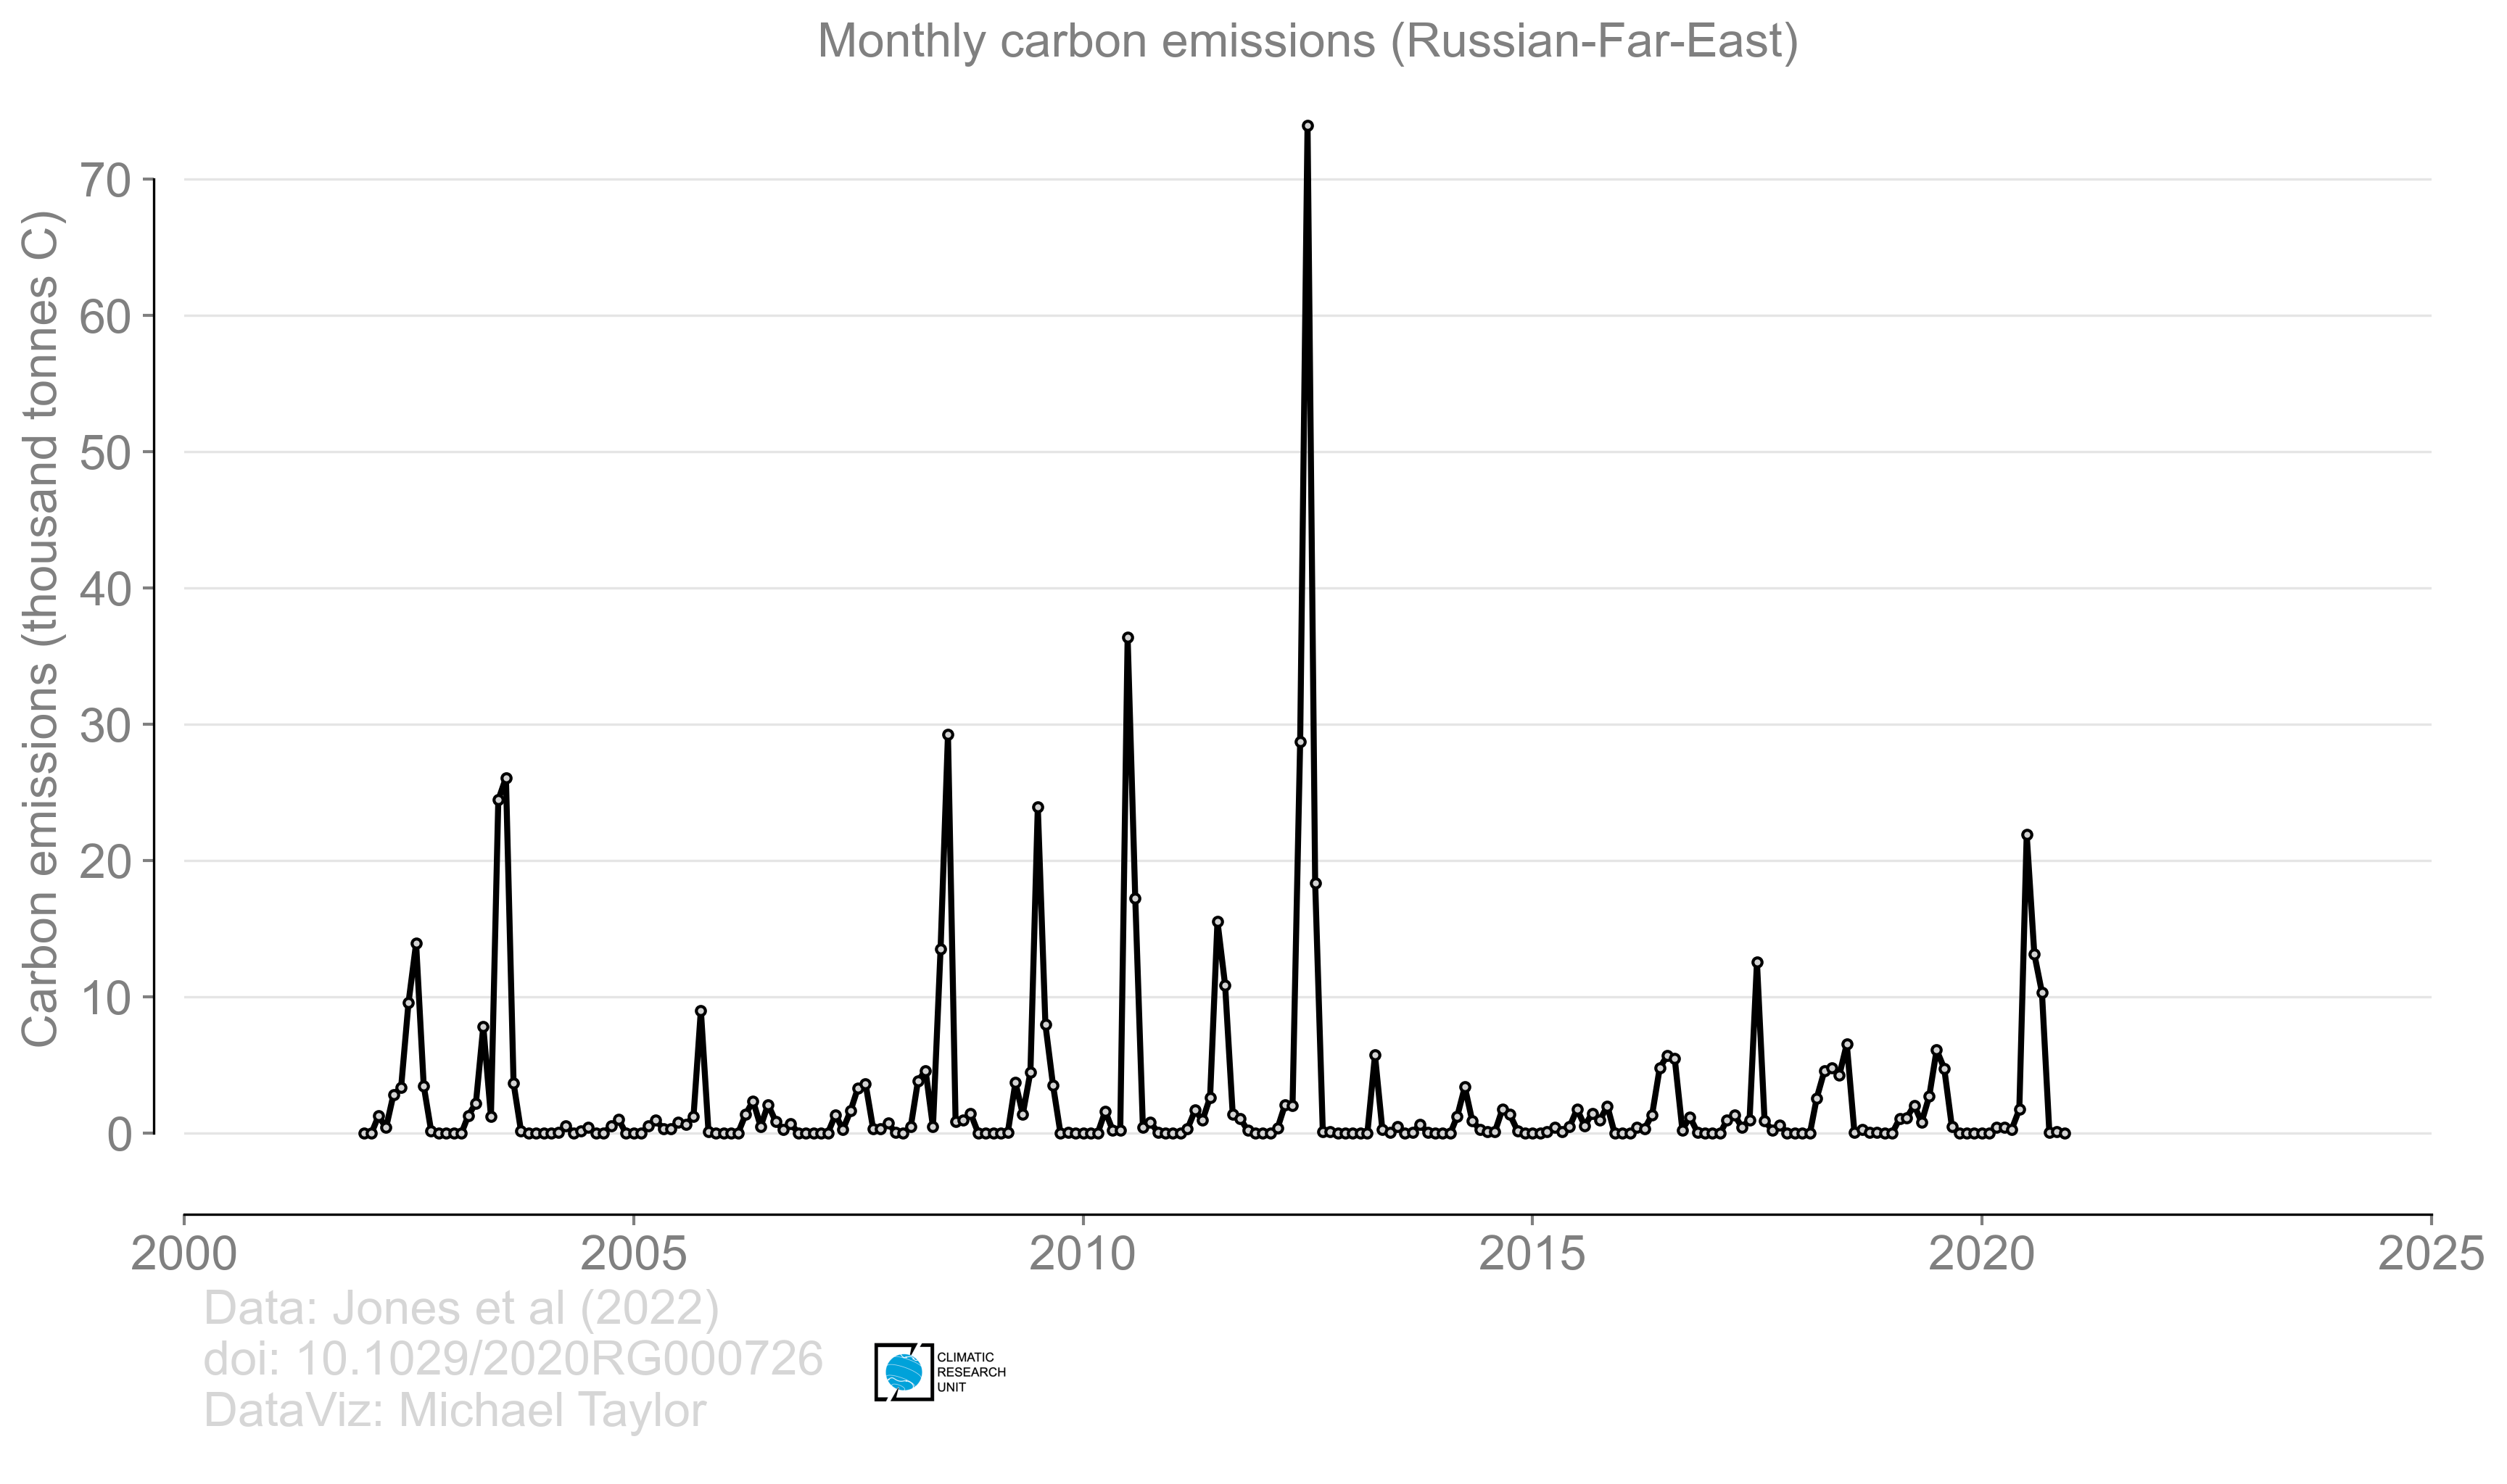 Monthly carbon emissions (Russian-Far-East)
Carbon emissions (thousand tonnes C)
70
60
50
40
30
20
10
0
2000 2005 2010 2015 2020 2025
Data: Jones et al (2022)
doi: 10.1029/2020RG000726
DataViz: Michael Taylor
CLIMATIC
RESEARCH
UNIT